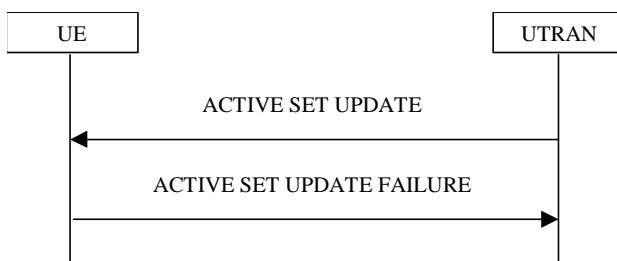 UE
UTRAN
ACTIVE SET UPDATE
ACTIVE SET UPDATE FAILURE